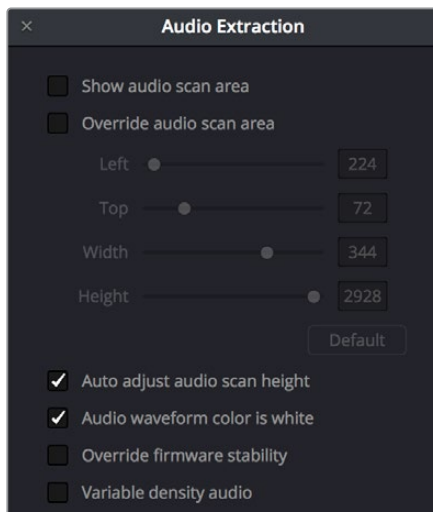 Audio Extraction
Show audio scan area
Override audio scan area
Left 224
Top 72
Width 344
Height 2928
Default
Auto adjust audio scan height
Audio waveform color is white
Override firmware stability
Variable density audio